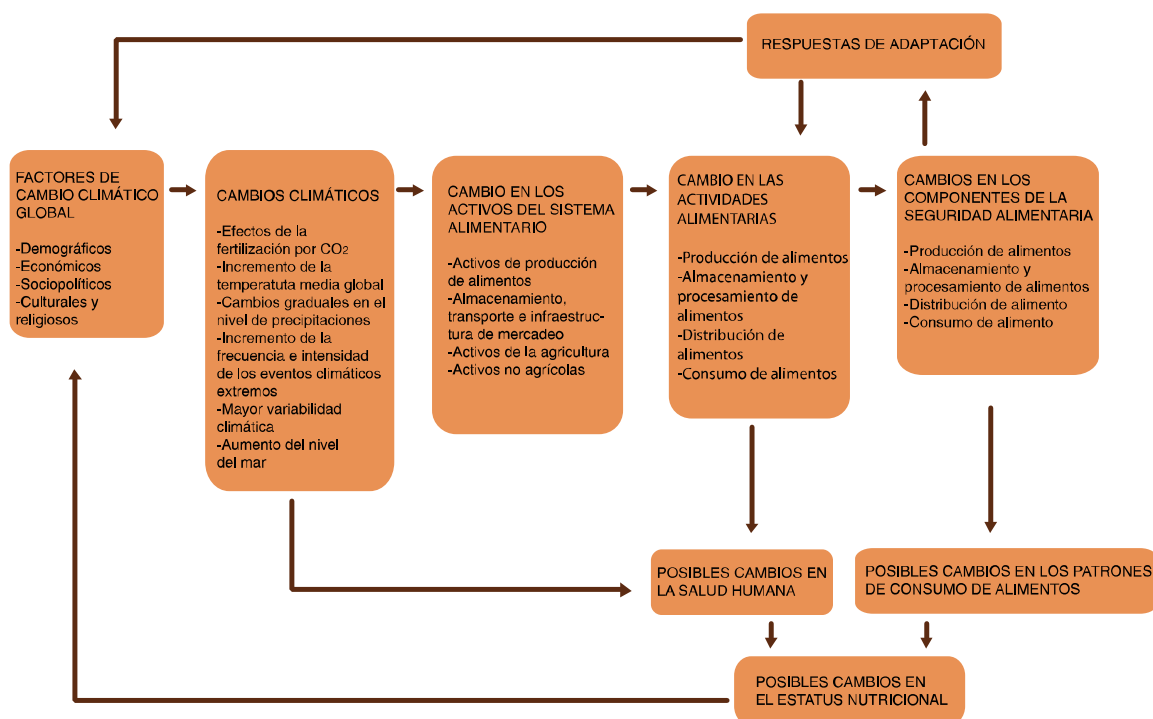 RESPUESTAS DE ADAPTACIÓN
FACTORES DE
CAMBIO CLIMÁTICO
GLOBAL
-Demográficos
-Económicos
-Sociopolíticos
-Culturales y
religiosos
CAMBIOS CLIMÁTICOS
-Efectos de la
fertilización por CO2
-Incremento de la
temperatuta media global
-Cambios graduales en el
nivel de precipitaciones
-Incremento de la
frecuencia e intensidad
de los eventos climáticos
extremos
-Mayor variabilidad
climática
-Aumento del nivel
del mar
CAMBIO EN LOS
ACTIVOS DEL SISTEMA
ALIMENTARIO
-Activos de producción
de alimentos
-Almacenamiento,
transporte e infraestruc-
tura de mercadeo
-Activos de la agricultura
-Activos no agrícolas
CAMBIO EN LAS
ACTIVIDADES
ALIMENTARIAS
-Producción de alimentos
-Almacenamiento y
procesamiento de
alimentos
-Distribución de
alimentos
-Consumo de alimentos
CAMBIOS EN LOS
COMPONENTES DE LA
SEGURIDAD ALIMENTARIA
-Producción de alimentos
-Almacenamiento y
procesamiento de alimentos
-Distribución de alimento
-Consumo de alimento
POSIBLES CAMBIOS EN
LA SALUD HUMANA
POSIBLES CAMBIOS EN LOS PATRONES
DE CONSUMO DE ALIMENTOS
POSIBLES CAMBIOS EN
EL ESTATUS NUTRICIONAL